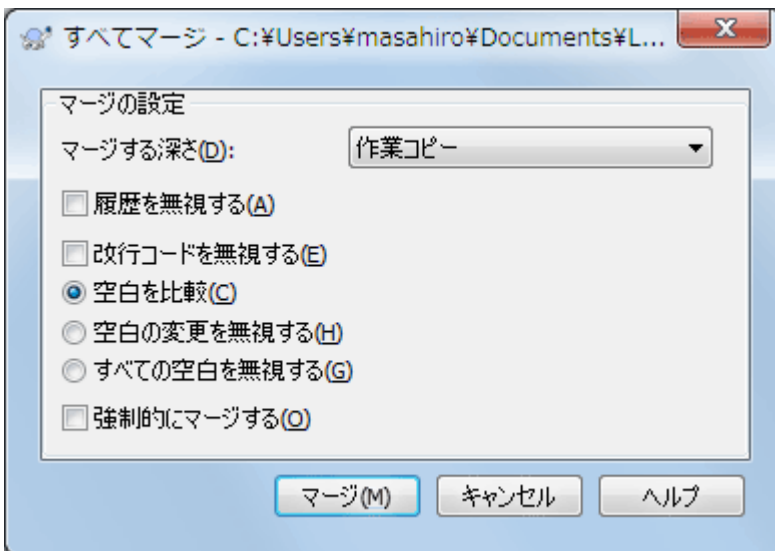 すべてマージ - C:¥Users¥masahiro¥Documents¥L...
マージの設定
マージする深さ(D): 作業コピー
履歴を無視する(A)
改行コードを無視する(E)
空白を比較(C)
空白の変更を無視する(H)
すべての空白を無視する(G)
強制的にマージする(O)
マージ(M) キャンセル ヘルプ